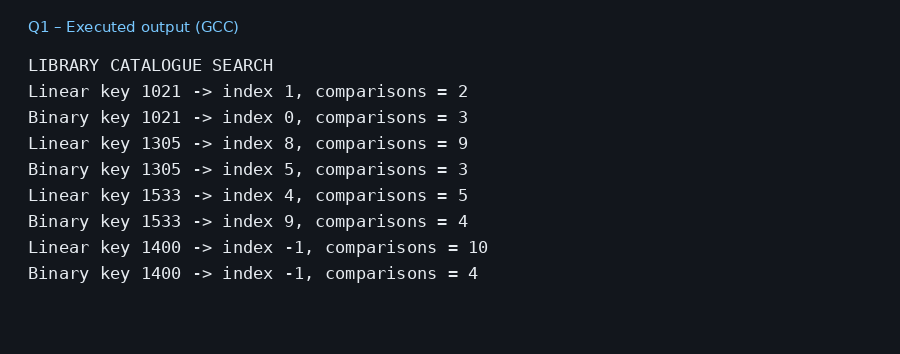 Q1 – Executed output (GCC)
LIBRARY CATALOGUE SEARCH
Linear key 1021 -> index 1, comparisons = 2
Binary key 1021 -> index 0, comparisons = 3
Linear key 1305 -> index 8, comparisons = 9
Binary key 1305 -> index 5, comparisons = 3
Linear key 1533 -> index 4, comparisons = 5
Binary key 1533 -> index 9, comparisons = 4
Linear key 1400 -> index -1, comparisons = 10
Binary key 1400 -> index -1, comparisons = 4